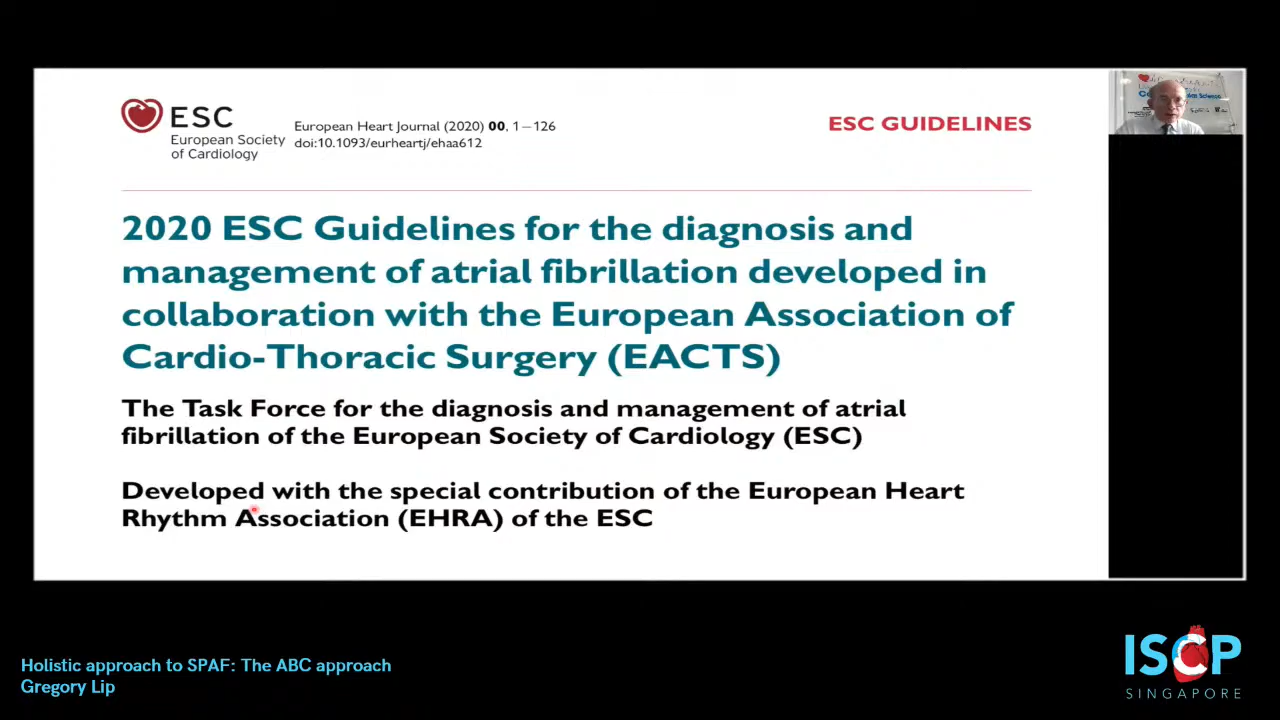 ESC
European Society
of Cardiology
European Heart Journal (2020) 00, 1–126
doi:10.1093/eurheartj/ehaa612
ESC GUIDELINES
2020 ESC Guidelines for the diagnosis and
management of atrial fibrillation developed in
collaboration with the European Association of
Cardio-Thoracic Surgery (EACTS)
The Task Force for the diagnosis and management of atrial
fibrillation of the European Society of Cardiology (ESC)
Developed with the special contribution of the European Heart
Rhythm Association (EHRA) of the ESC
Holistic approach to SPAF: The ABC approach
Gregory Lip
ISCP
SINGAPORE